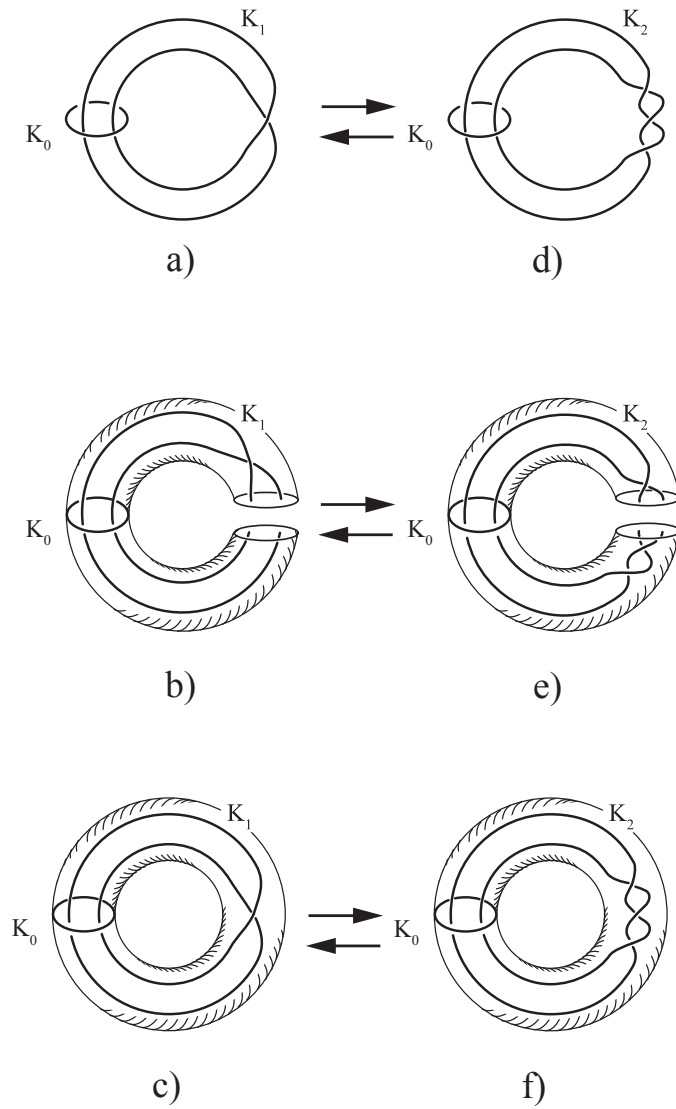 K₁ K₂
K₀ K₀
a) d)
K₁ K₂
K₀ K₀
b) e)
K₁ K₂
K₀ K₀
c) f)